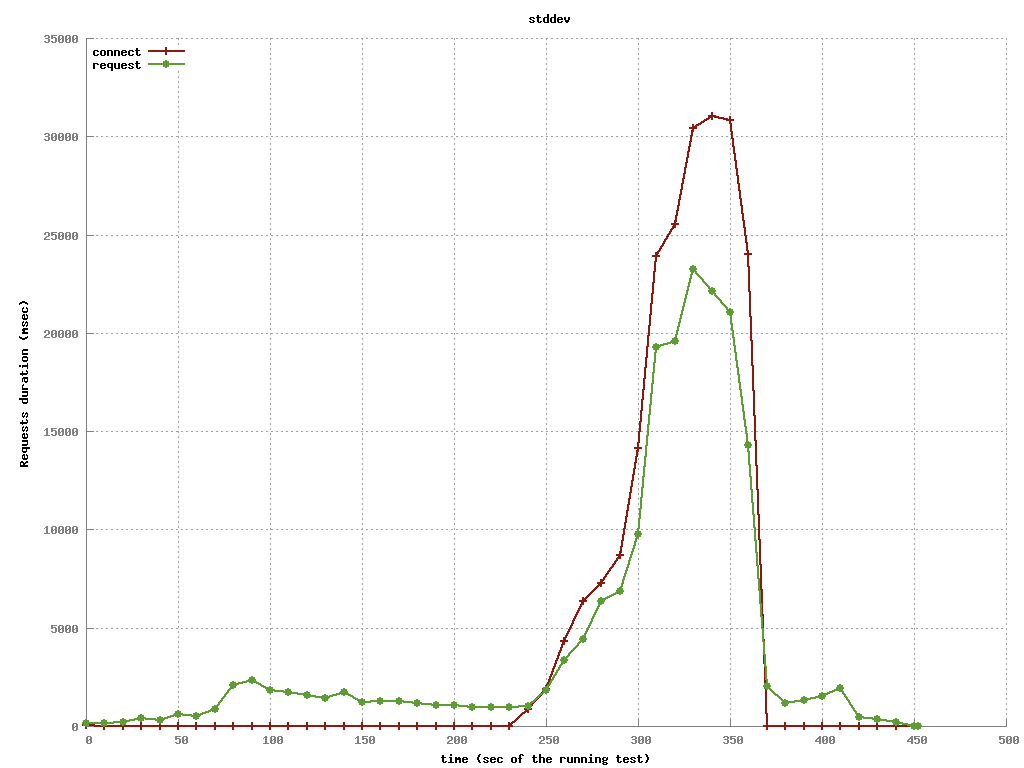 stddev
35000
connect
request
30000
25000
20000
15000
10000
5000
0
Requests duration (msec)
0 50 100 150 200 250 300 350 400 450 500
time (sec of the running test)